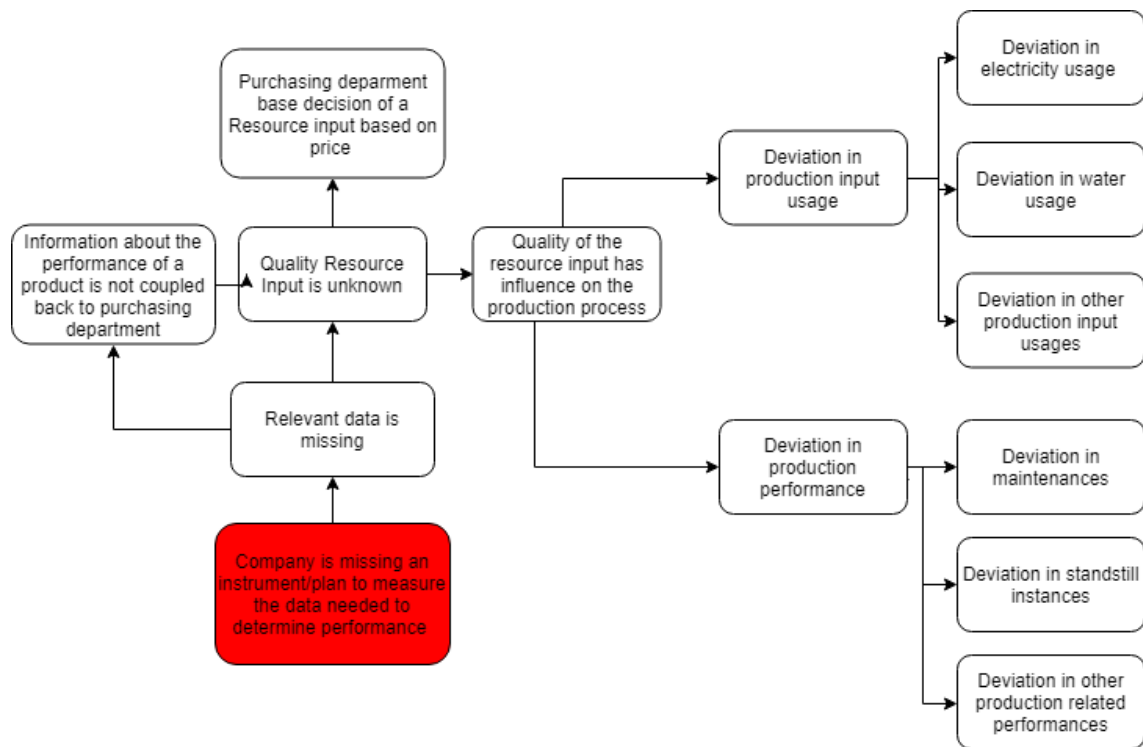 Purchasing deparment
base decision of a
Resource input based on
price
Information about the
performance of a
product is not coupled
back to purchasing
department
Quality Resource
Input is unknown
Relevant data is
missing
Company is missing an
instrument/plan to measure
the data needed to
determine performance
Quality of the
resource input has
influence on the
production process
Deviation in
production input
usage
Deviation in
electricity usage
Deviation in water
usage
Deviation in other
production input
usages
Deviation in
production
performance
Deviation in
maintenances
Deviation in standstill
instances
Deviation in other
production related
performances